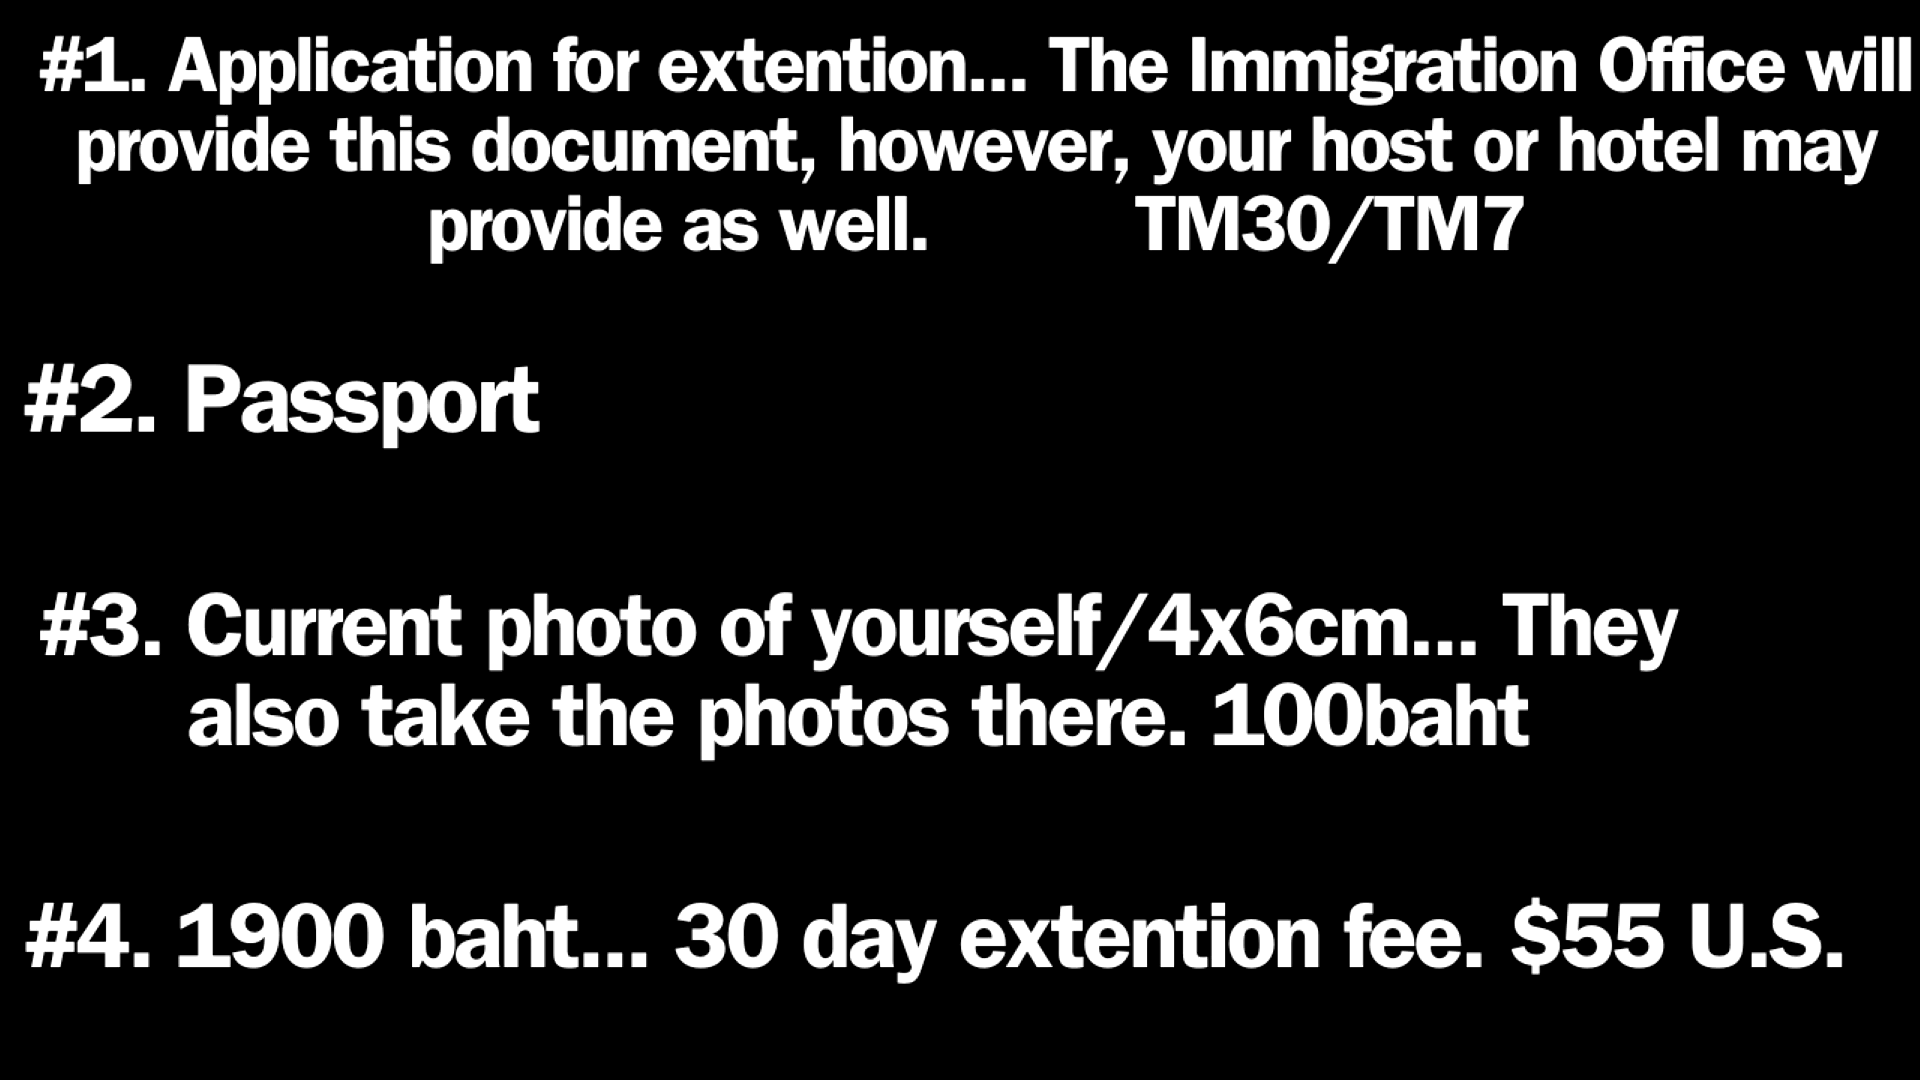 #1. Application for extention... The Immigration Office will
provide this document, however, your host or hotel may
provide as well. TM30/TM7
#2. Passport
#3. Current photo of yourself/4x6cm... They
also take the photos there. 100baht
#4. 1900 baht... 30 day extention fee. $55 U.S.